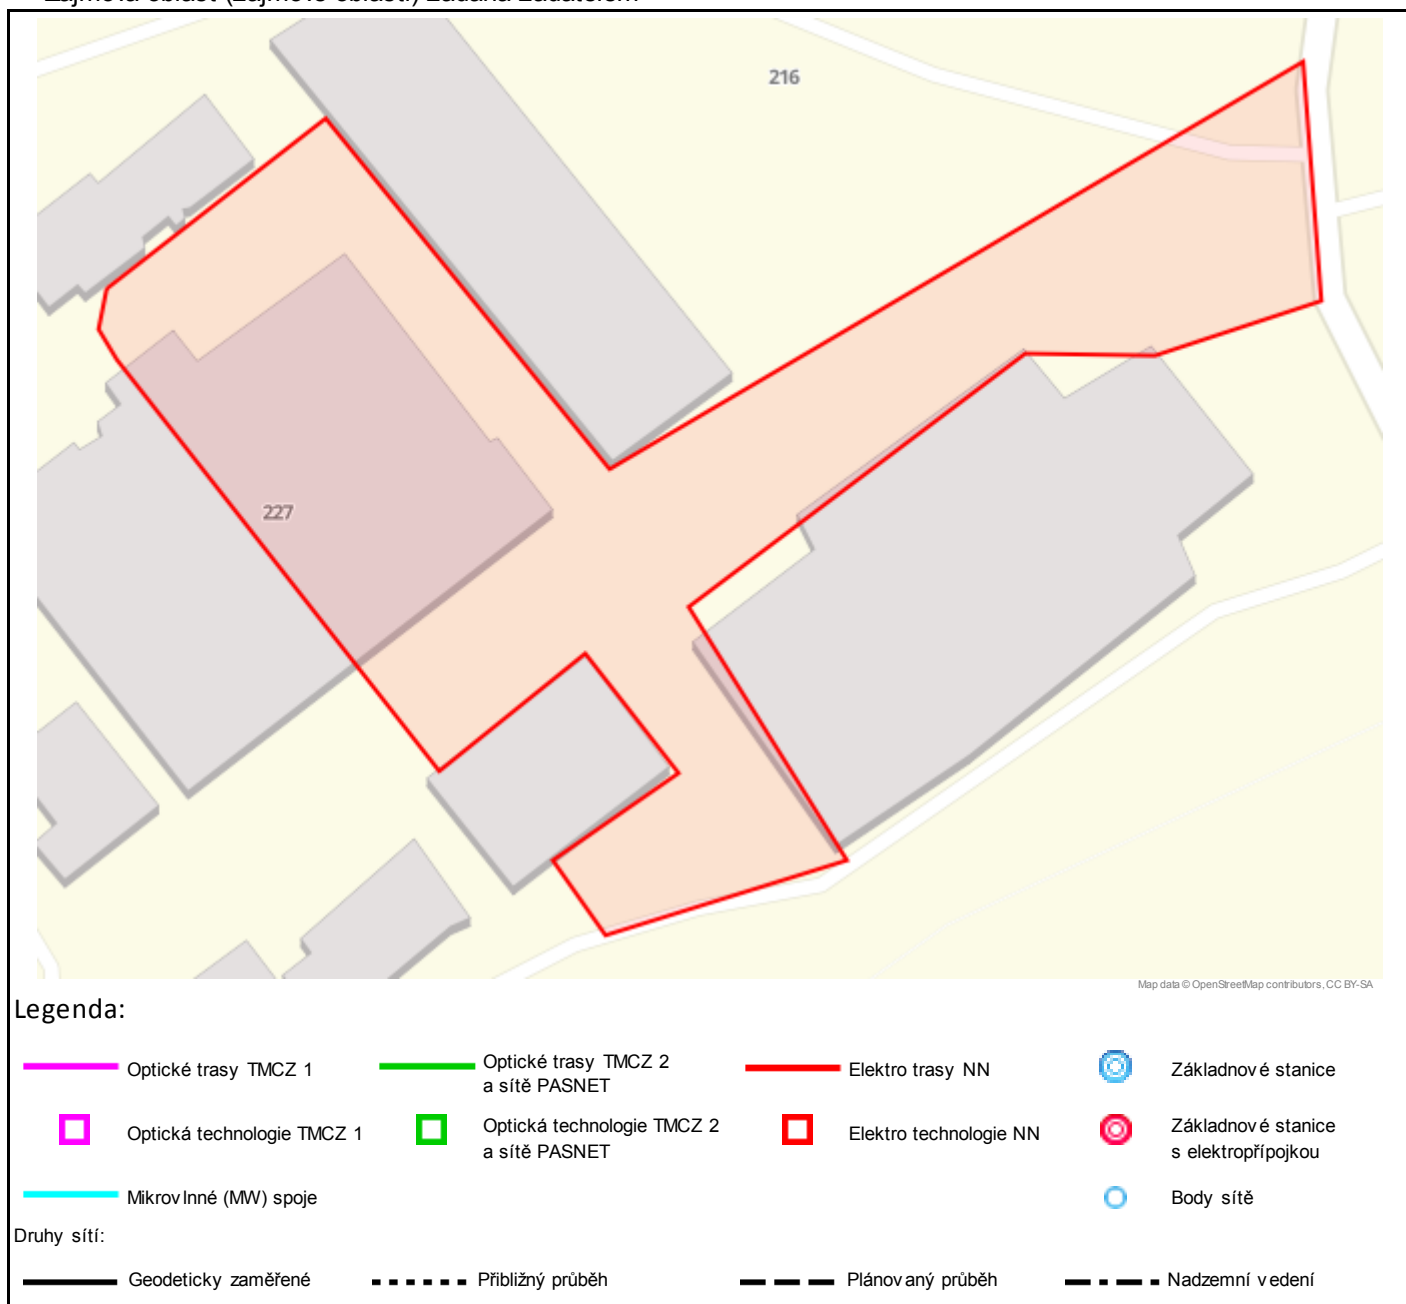 216
227
Map data © OpenStreetMap contributors, CC BY-SA
Legenda:
Optické trasy TMCZ 1
Optické trasy TMCZ 2
a sítě PASNET
Elektro trasy NN
Základnové stanice
Optická technologie TMCZ 1
Optická technologie TMCZ 2
a sítě PASNET
Elektro technologie NN
Základnové stanice
s elektropřípojkou
Mikrovlnné (MW) spoje
Body sítě
Druhy sítí:
Geodeticky zaměřené
Přibližný průběh
Plánovaný průběh
Nadzemní vedení